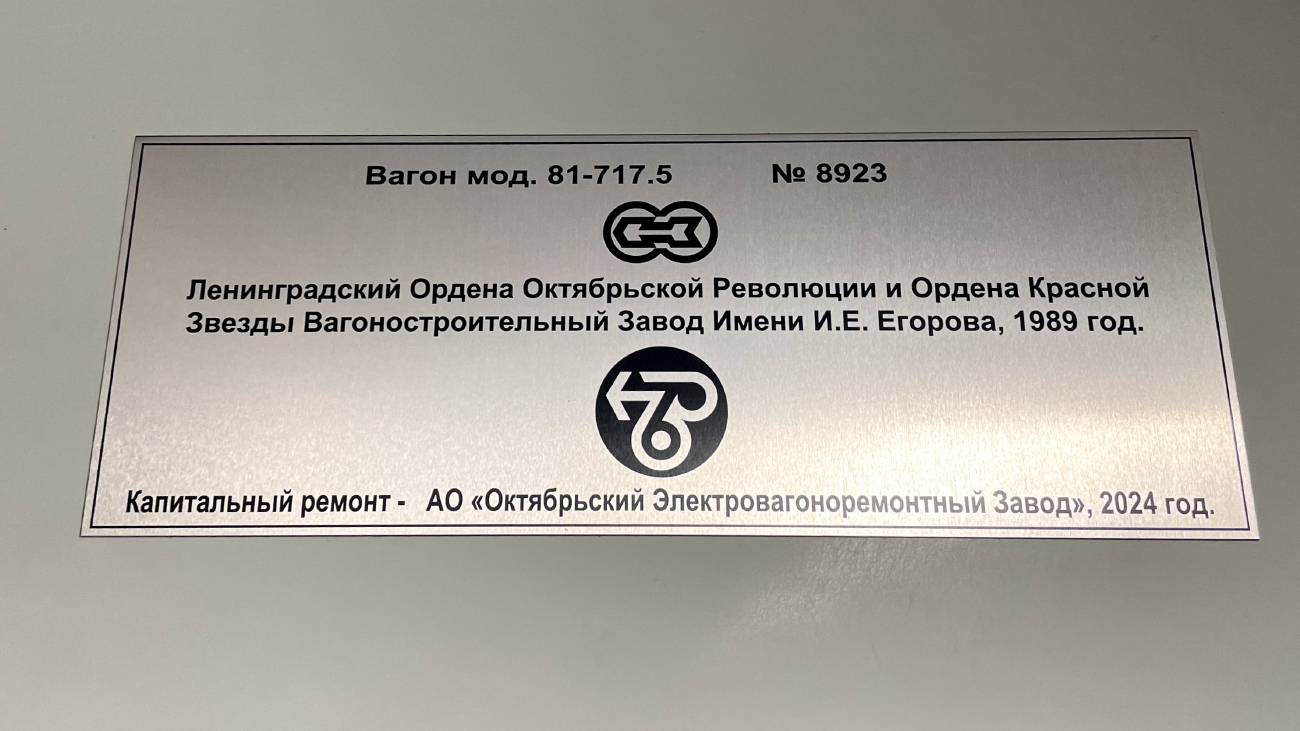 Вагон мод. 81-717.5 № 8923
Ленинградский Ордена Октябрьской Революции и Ордена Красной
Звезды Вагоностроительный Завод Имени И.Е. Егорова, 1989 год.
Капитальный ремонт - АО «Октябрьский Электровагоноремонтный Завод», 2024 год.